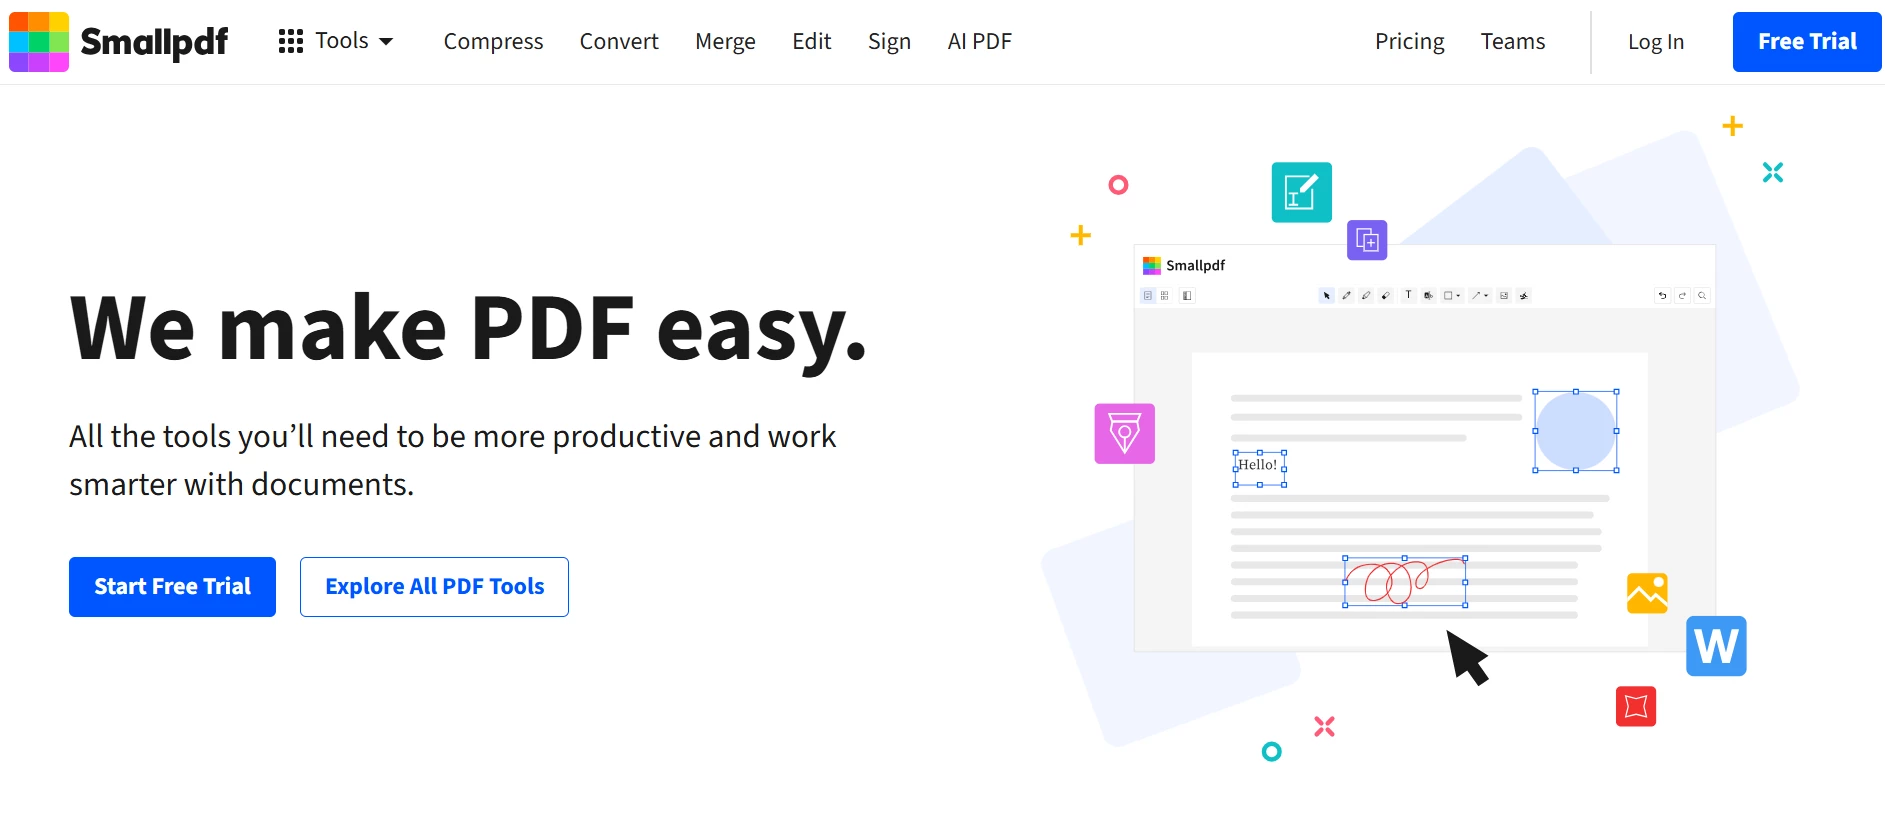 Smallpdf
Tools
Compress
Convert
Merge
Edit
Sign
AI PDF
Pricing
Teams
Log In
Free Trial
We make PDF easy.
All the tools you’ll need to be more productive and work
smarter with documents.
Start Free Trial
Explore All PDF Tools
Smallpdf
T
Hello!
W